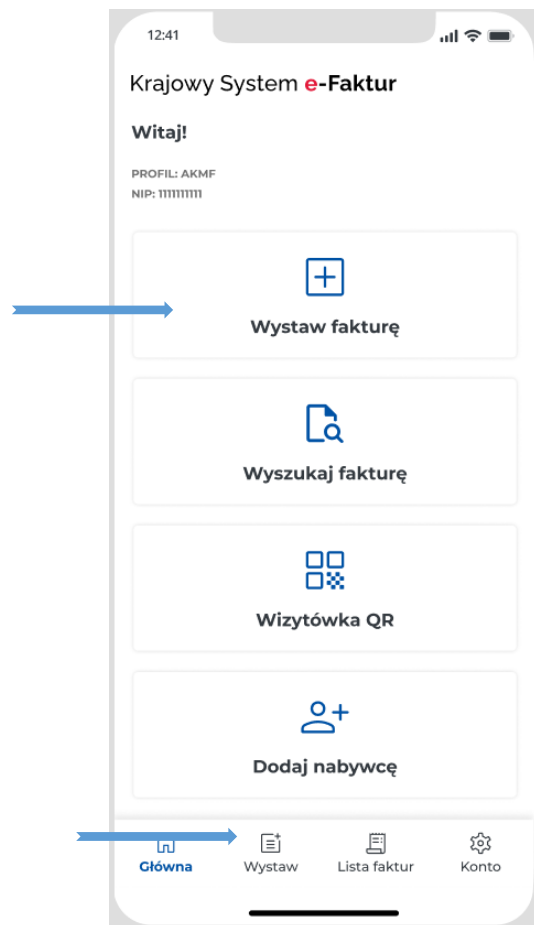 12:41
Krajowy System e-Faktur
Witaj!
PROFIL: AKMF
NIP: 1111111111
Wystaw fakturę
Wyszukaj fakturę
Wizytówka QR
Dodaj nabywcę
Główna Wystaw Lista faktur Konto